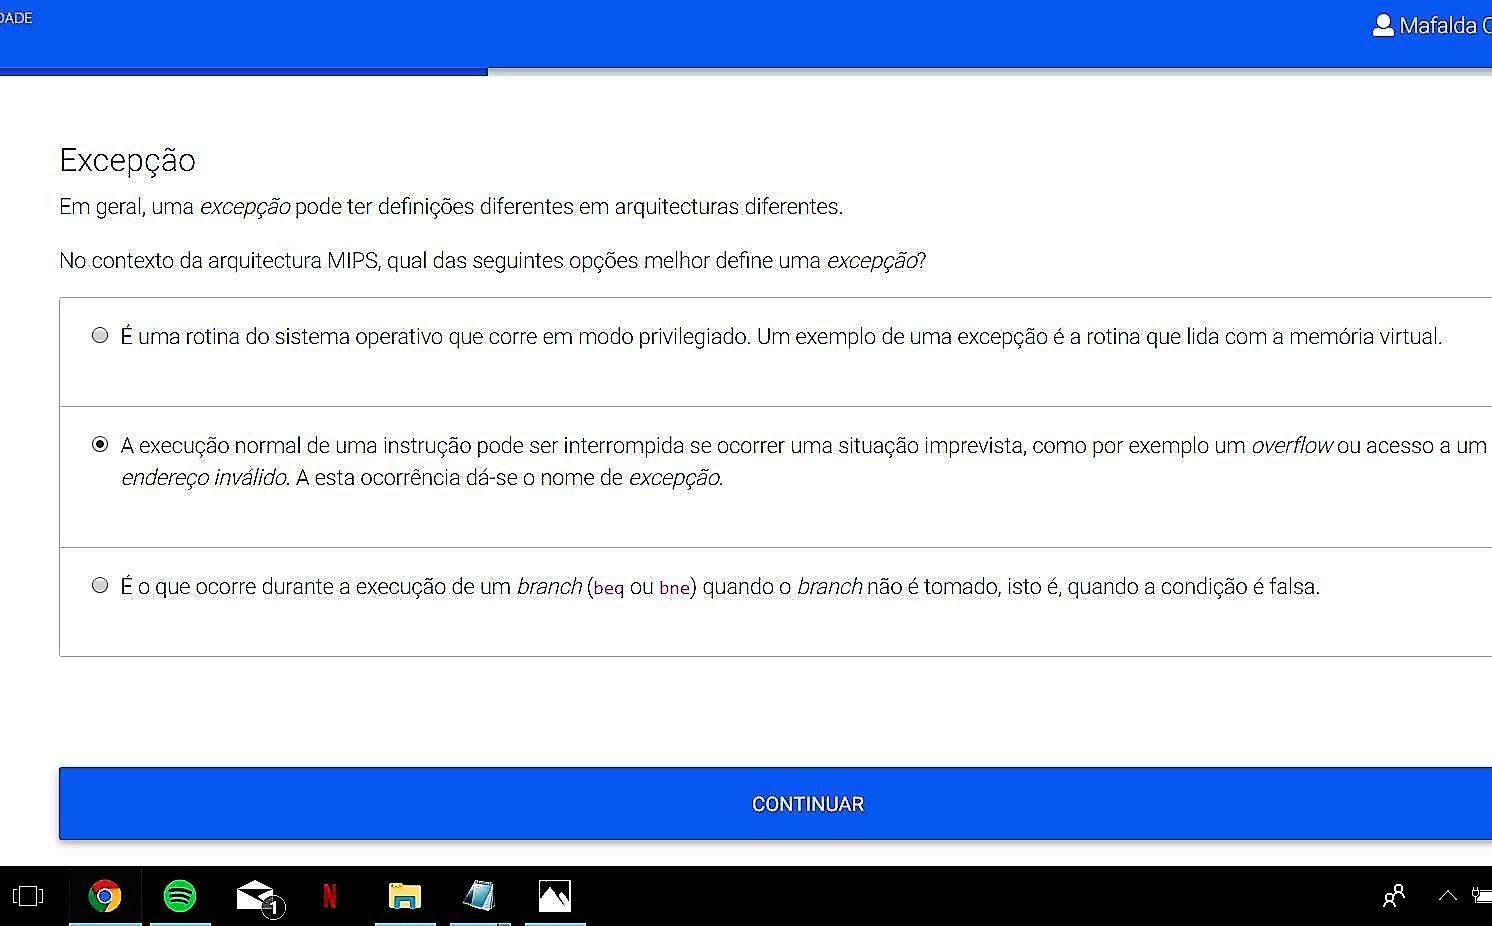 Mafalda
Excepção
Em geral, uma excepção pode ter definições diferentes em arquitecturas diferentes.
No contexto da arquitectura MIPS, qual das seguintes opções melhor define uma excepção?
É uma rotina do sistema operativo que corre em modo privilegiado. Um exemplo de uma excepção é a rotina que lida com a memória virtual.
A execução normal de uma instrução pode ser interrompida se ocorrer uma situação imprevista, como por exemplo um overflow ou acesso a um
endereço inválido. A esta ocorrência dá-se o nome de excepção.
É o que ocorre durante a execução de um branch (beq ou bne) quando o branch não é tomado, isto é, quando a condição é falsa.
CONTINUAR
N
1